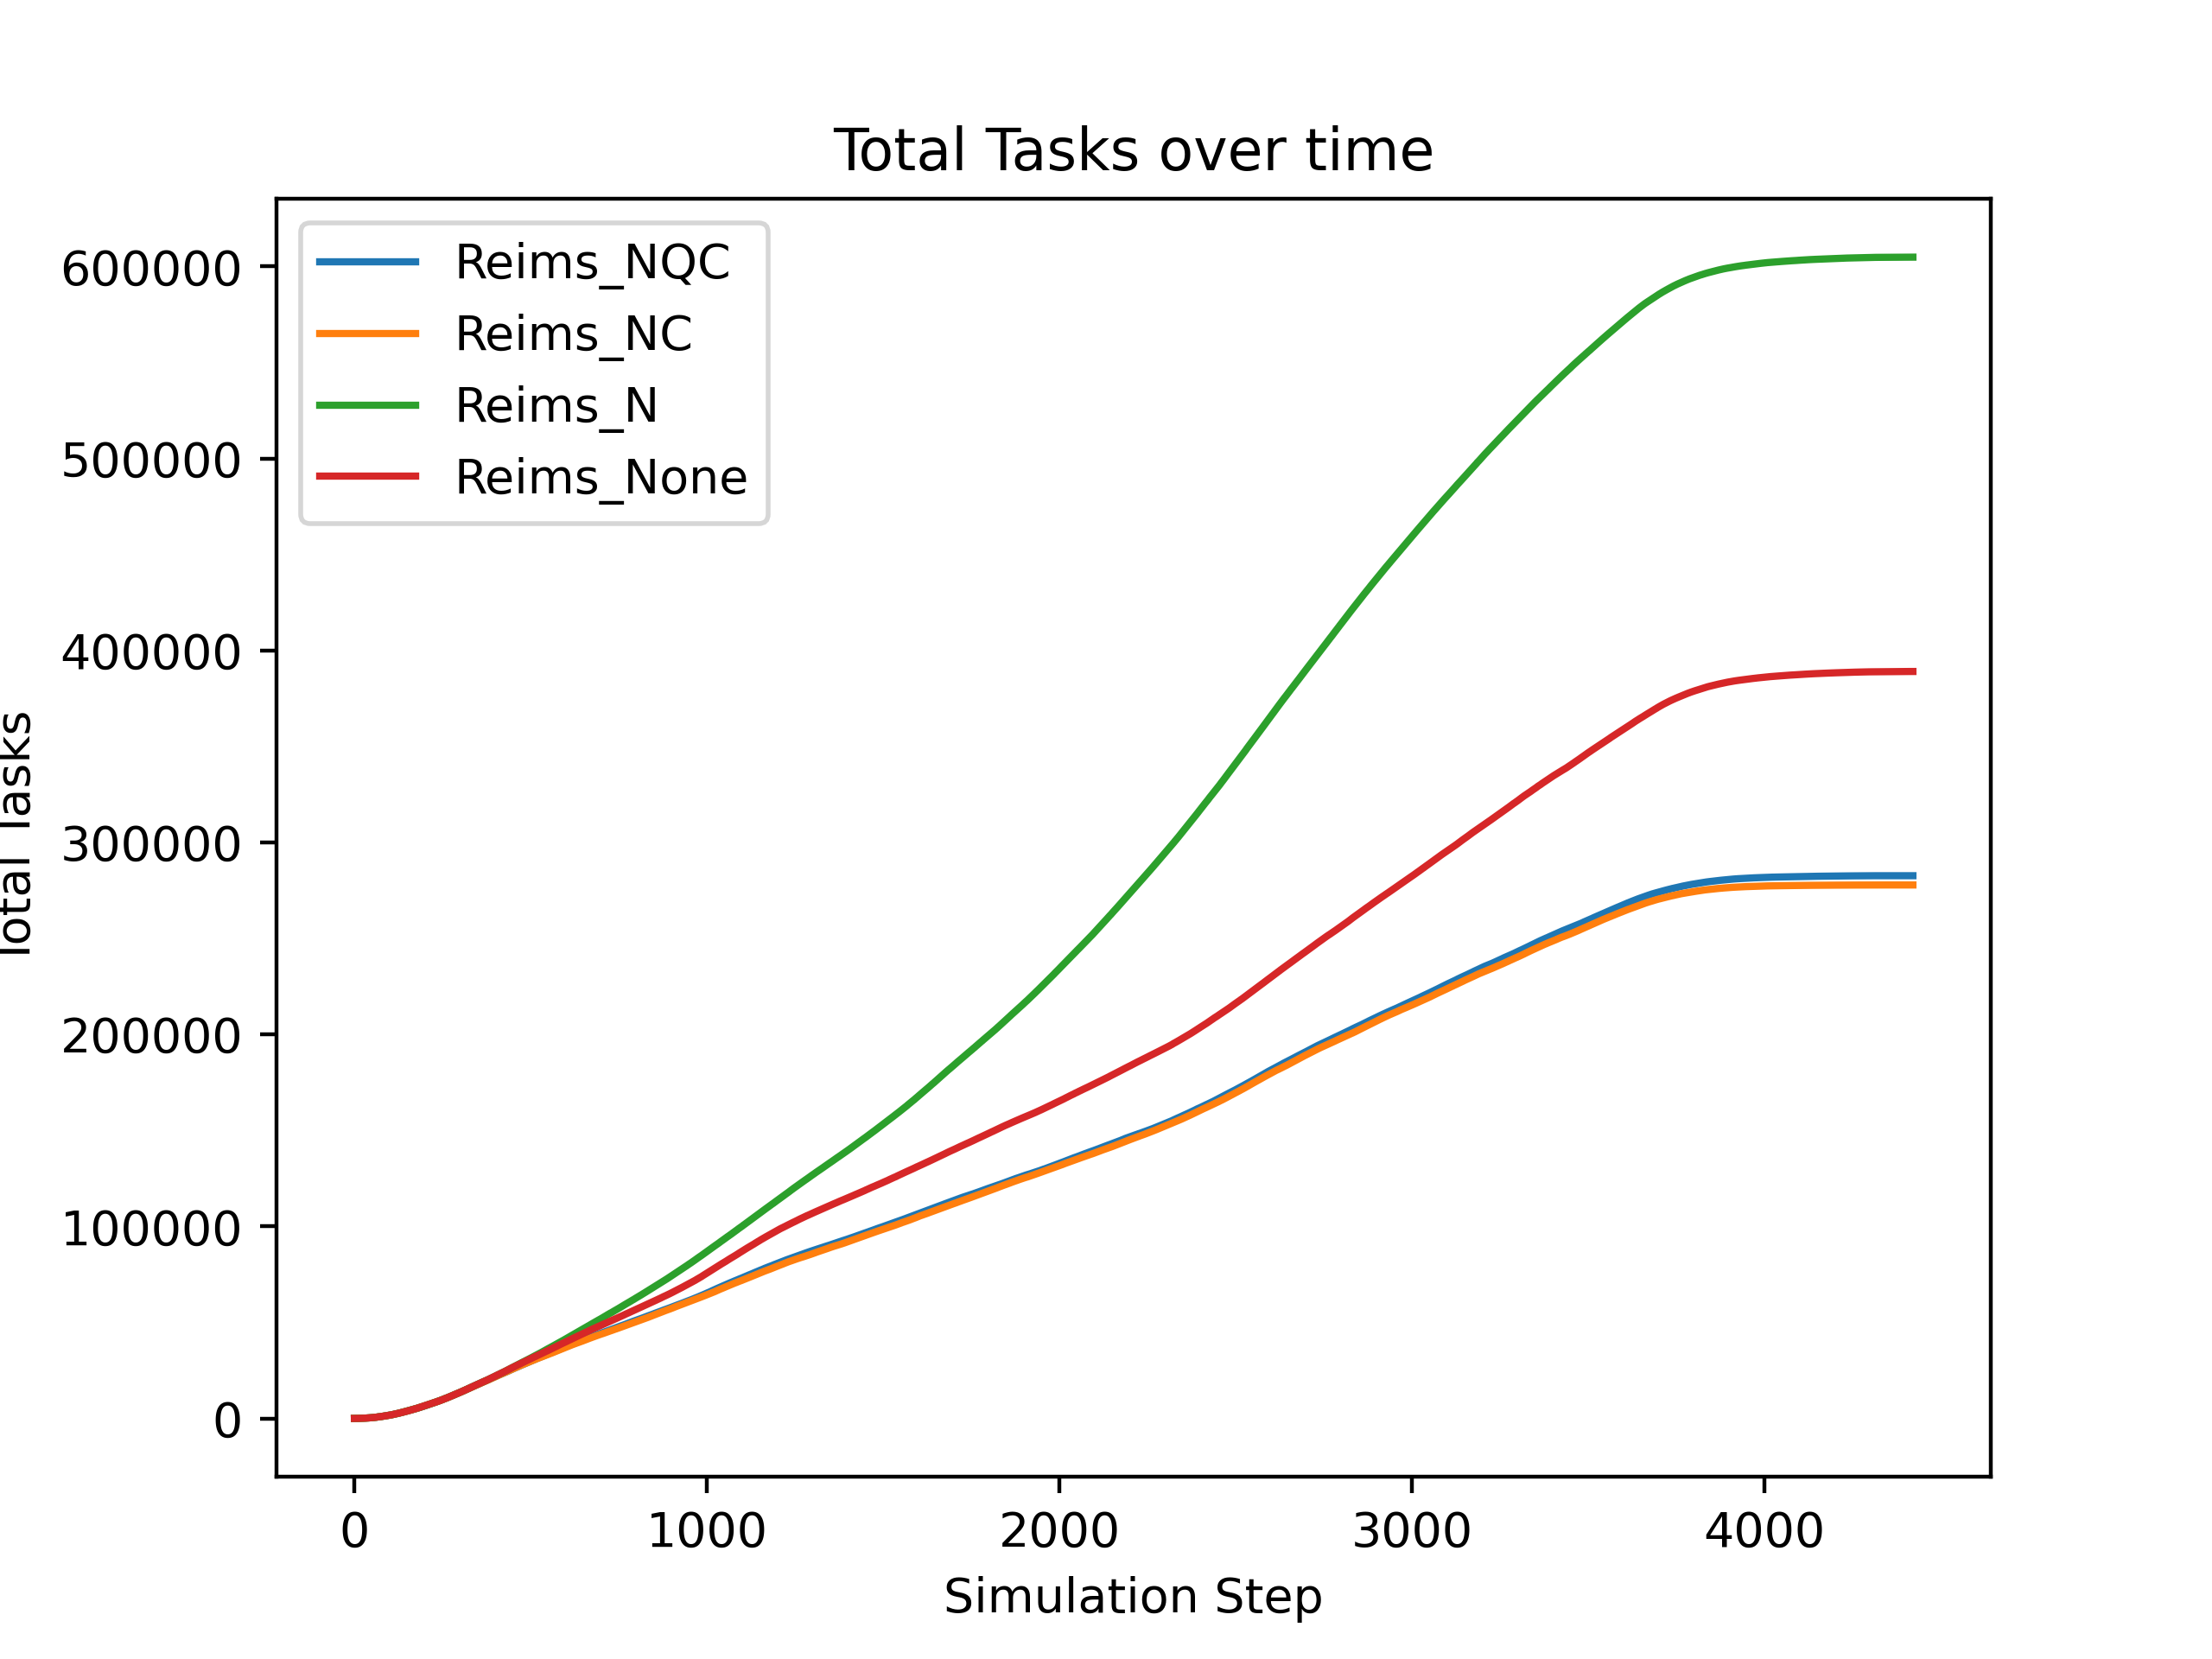 Total Tasks over time
Reims_NQC
Reims_NC
Reims_N
Reims_None
600000
500000
400000
300000
200000
100000
0
Total Tasks
0
1000
2000
3000
4000
Simulation Step